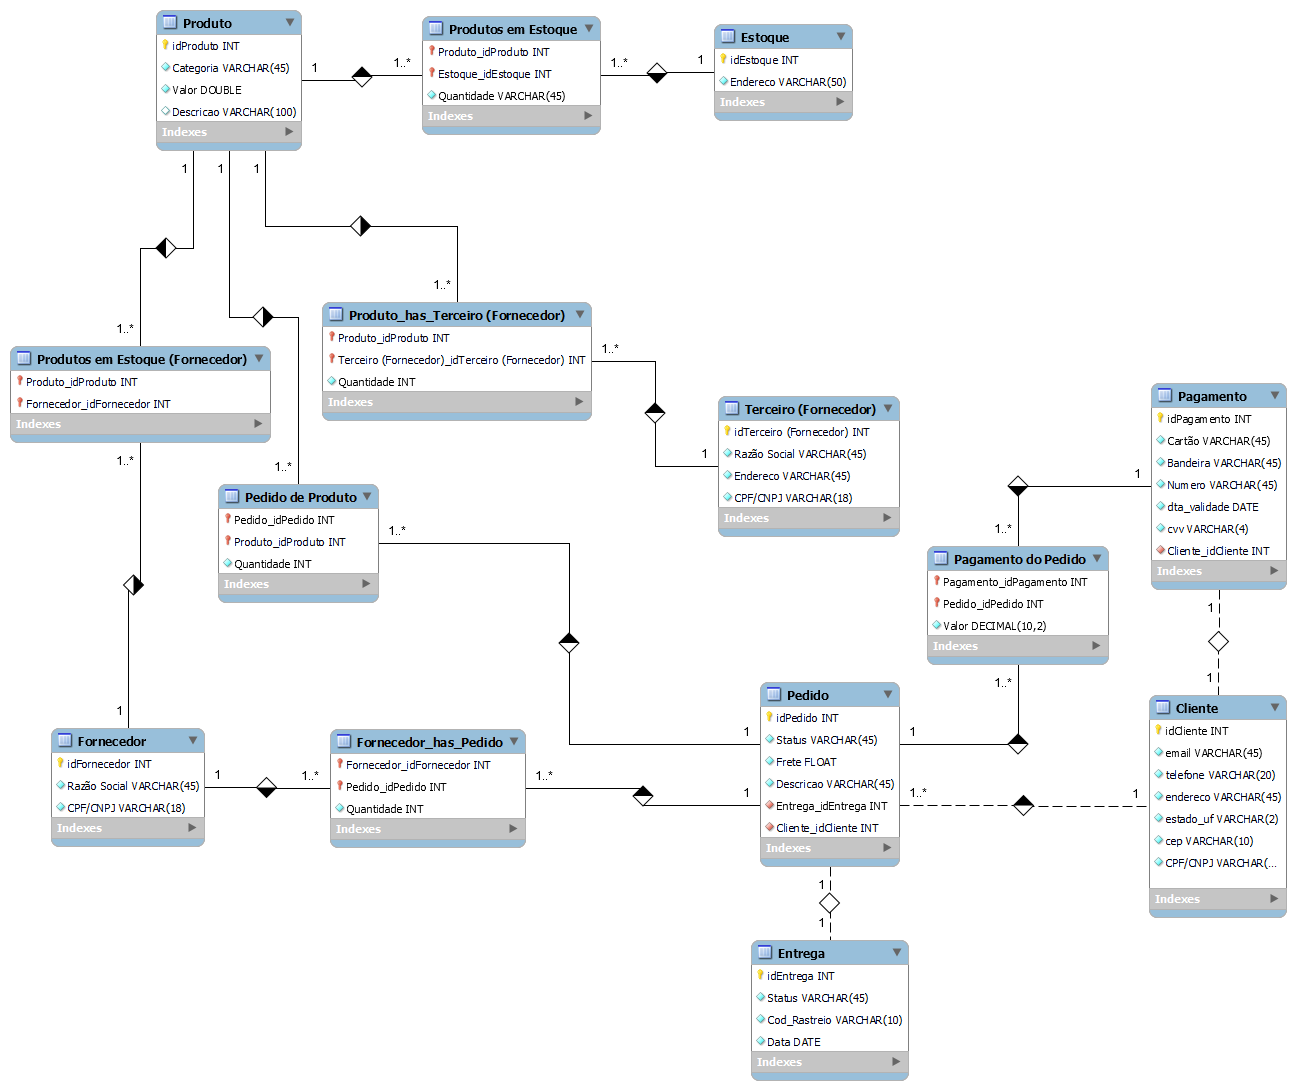 Produto
idProduto INT
Categoria VARCHAR(45)
Valor DOUBLE
Descricao VARCHAR(100)
Indexes
1
1..*
Produtos em Estoque
Produto_idProduto INT
Estoque_idEstoque INT
Quantidade VARCHAR(45)
Indexes
1..*
1
Estoque
idEstoque INT
Endereco VARCHAR(50)
Indexes
1
1
1
1..*
1..*
1..*
Produto_has_Terceiro (Fornecedor)
Produto_idProduto INT
Terceiro (Fornecedor)_idTerceiro (Fornecedor) INT
Quantidade INT
Indexes
1..*
1
Produtos em Estoque (Fornecedor)
Produto_idProduto INT
Fornecedor_idFornecedor INT
Indexes
1..*
1
Terceiro (Fornecedor)
idTerceiro (Fornecedor) INT
Razão Social VARCHAR(45)
Endereco VARCHAR(45)
CPF/CNPJ VARCHAR(18)
Indexes
Pagamento
idPagamento INT
Cartão VARCHAR(45)
Bandeira VARCHAR(45)
Numero VARCHAR(45)
dta_validade DATE
cvv VARCHAR(4)
Cliente_idCliente INT
Indexes
1
1..*
Pedido de Produto
Pedido_idPedido INT
Produto_idProduto INT
Quantidade INT
Indexes
1..*
1
Pagamento do Pedido
Pagamento_idPagamento INT
Pedido_idPedido INT
Valor DECIMAL(10,2)
Indexes
1..*
1
1
1
Pedido
idPedido INT
Status VARCHAR(45)
Frete FLOAT
Descricao VARCHAR(45)
Entrega_idEntrega INT
Cliente_idCliente INT
Indexes
1..*
1
Cliente
idCliente INT
email VARCHAR(45)
telefone VARCHAR(20)
endereco VARCHAR(45)
estado_uf VARCHAR(2)
cep VARCHAR(10)
CPF/CNPJ VARCHAR(...
Indexes
Fornecedor
idFornecedor INT
Razão Social VARCHAR(45)
CPF/CNPJ VARCHAR(18)
Indexes
1
1..*
Fornecedor_has_Pedido
Fornecedor_idFornecedor INT
Pedido_idPedido INT
Quantidade INT
Indexes
1..*
1
1
1
Entrega
idEntrega INT
Status VARCHAR(45)
Cod_Rastreio VARCHAR(10)
Data DATE
Indexes